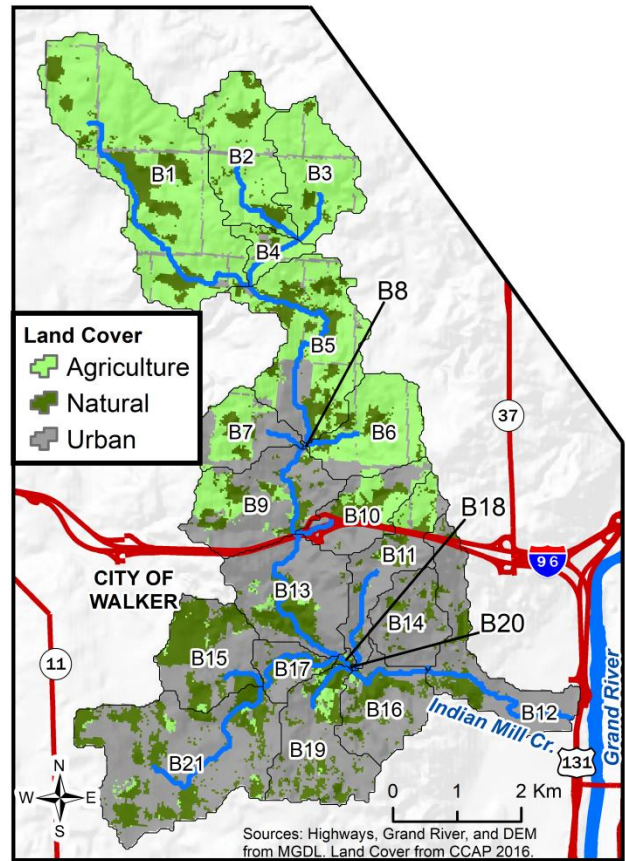 B1
B2
B3
B4
B8
B5
Land Cover
Agriculture
Natural
Urban
37
B7
B6
B9
B10
B18
B11
96
CITY OF
WALKER
B13
B14
B20
11
B15
B17
B16
B12
Indian Mill Cr.
Grand River
B21
B19
131
N
W E
S
0 1 2 Km
Sources: Highways, Grand River, and DEM
from MGDL. Land Cover from CCAP 2016.